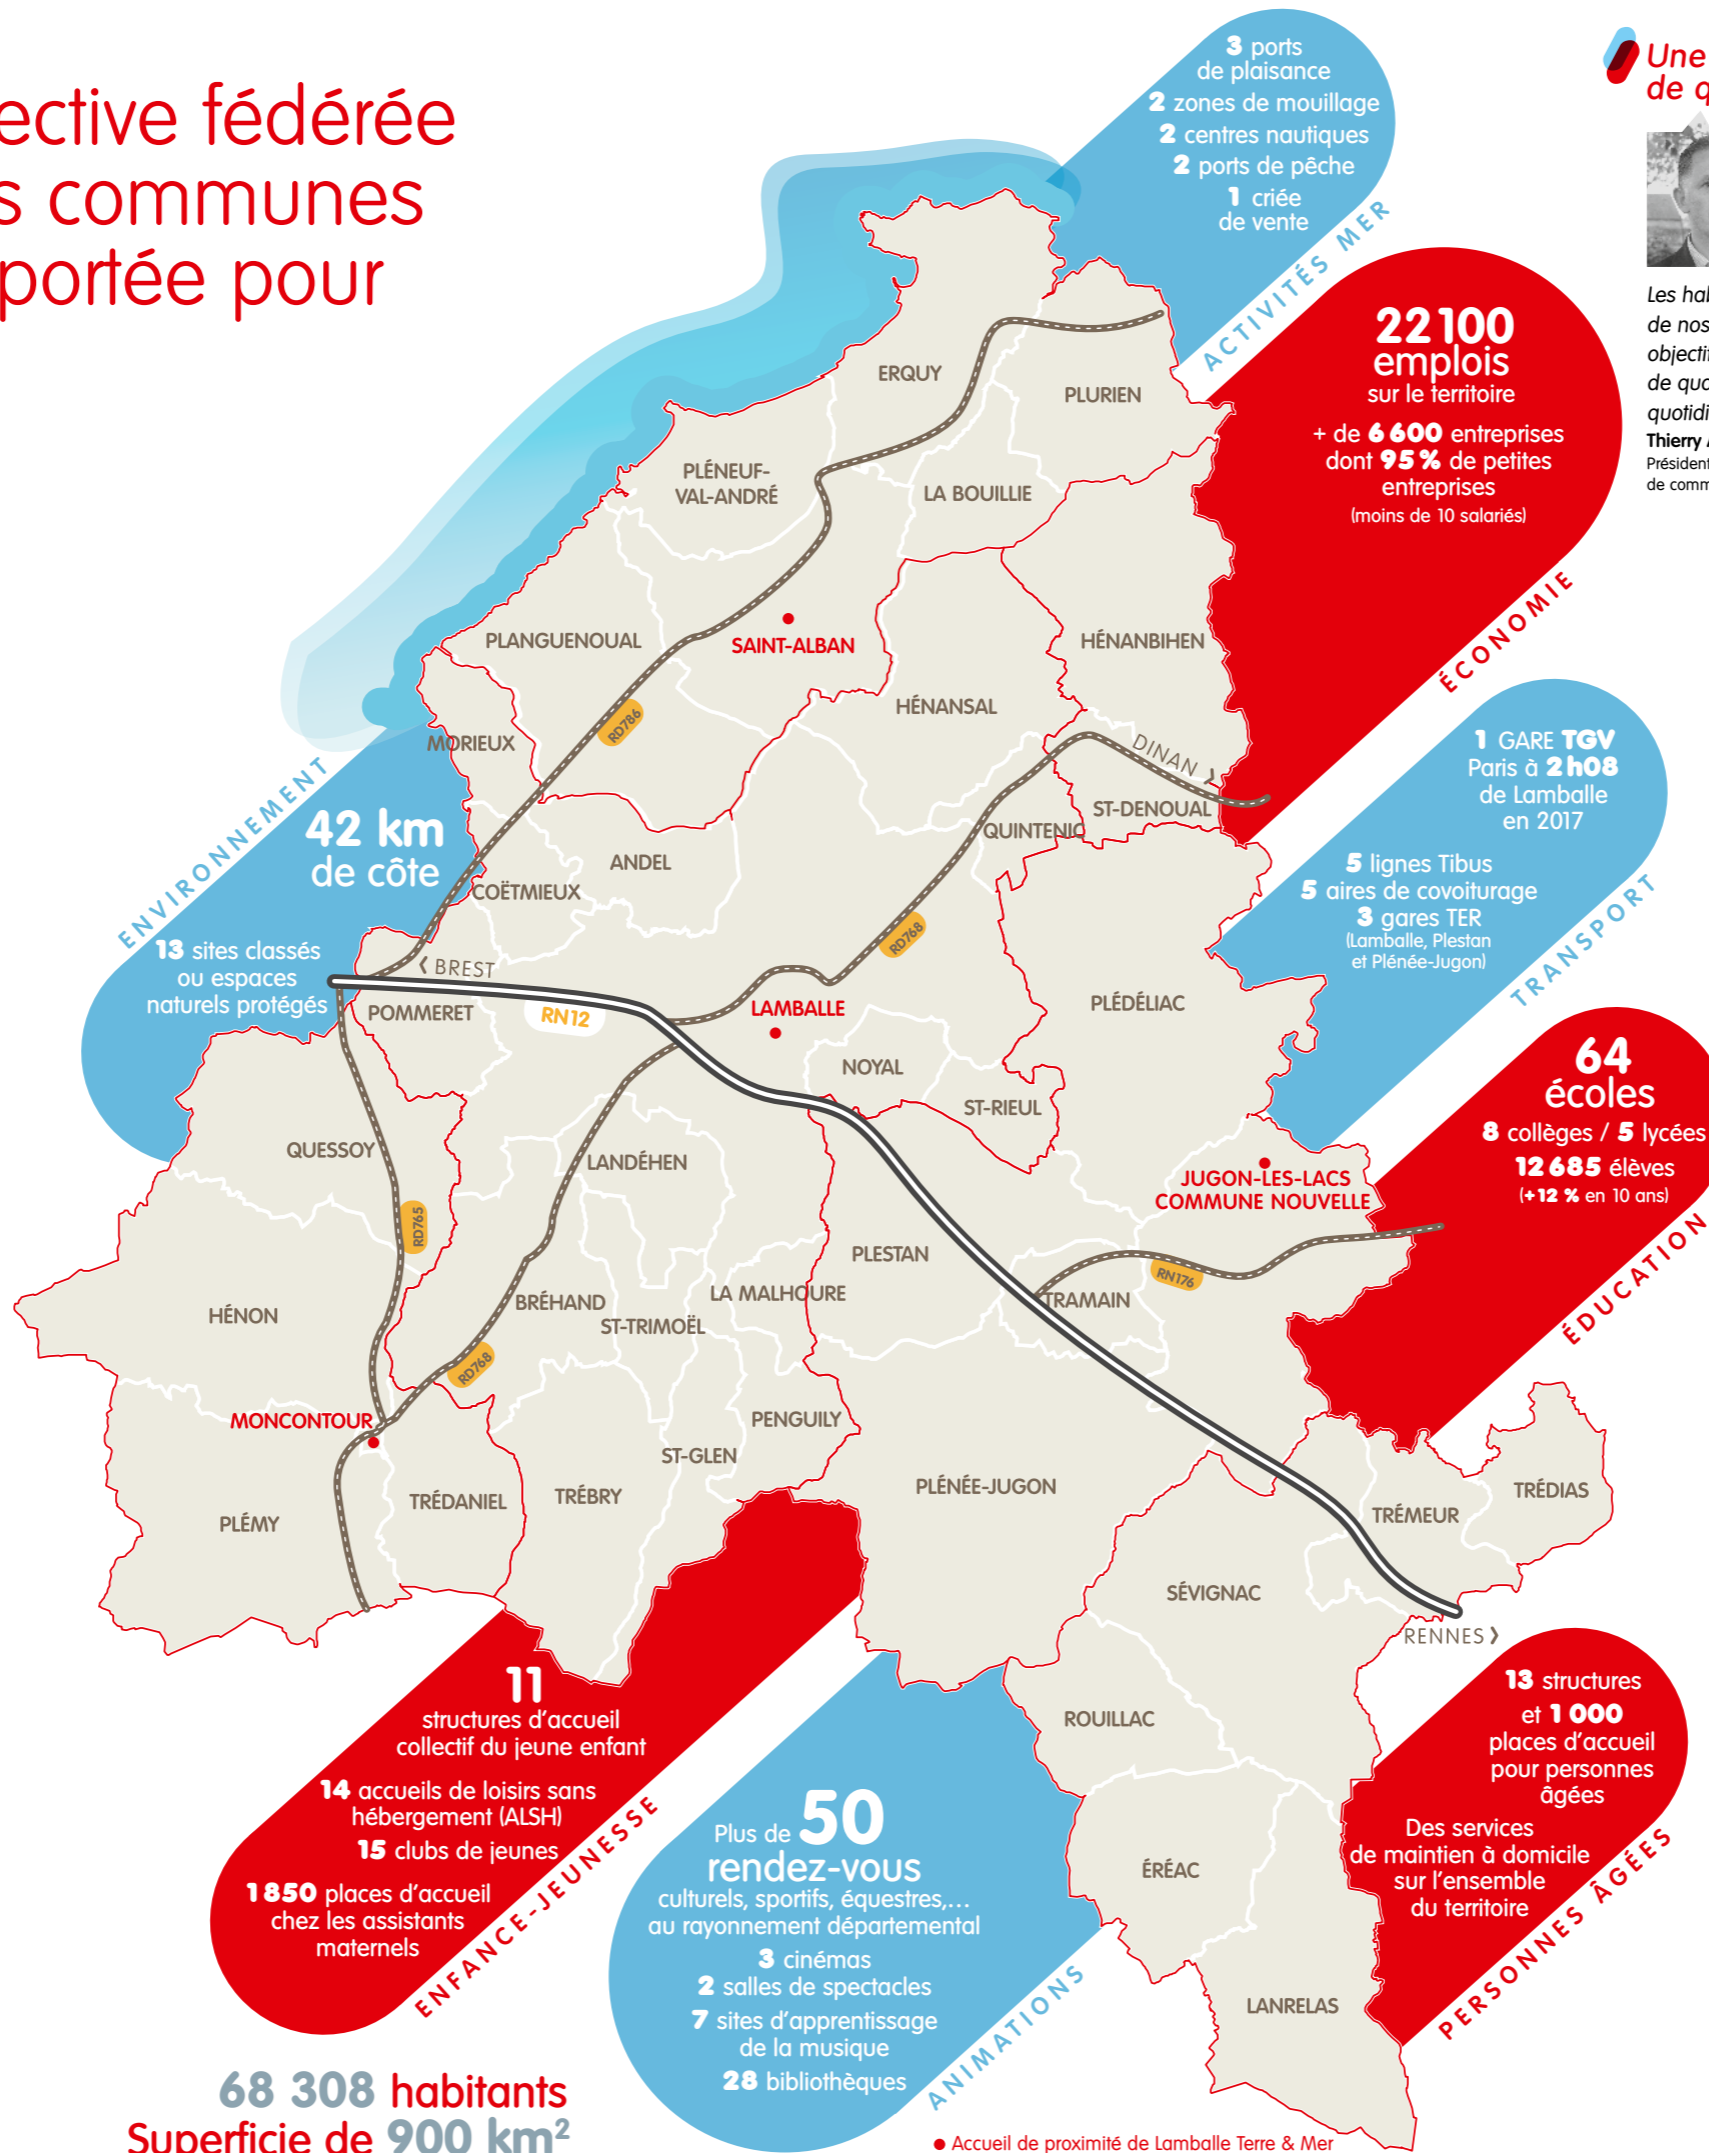 ective fédérée
s communes
portée pour
Une
de q
Les hab
de nos
objectif
de qua
quotidi
Thierry A
Président
de comm
3 ports
de plaisance
2 zones de mouillage
2 centres nautiques
2 ports de pêche
1 criée
de vente
ACTIVITÉS MER
22 100
emplois
sur le territoire
+ de 6 600 entreprises
dont 95 % de petites
entreprises
(moins de 10 salariés)
ÉCONOMIE
1 GARE TGV
Paris à 2h08
de Lamballe
en 2017
5 lignes Tibus
5 aires de covoiturage
3 gares TER
(Lamballe, Plestan
et Plénée-Jugon)
TRANSPORT
64
écoles
8 collèges / 5 lycées
12 685 élèves
(+12 % en 10 ans)
ÉDUCATION
ENVIRONNEMENT
42 km
de côte
13 sites classés
ou espaces
naturels protégés
ERQUY
PLURIEN
PLÉNEUF-
VAL-ANDRÉ
LA BOUILLIE
PLANGUENOUAL
SAINT-ALBAN
HÉNANBIHEN
HÉNANSAL
MORIEUX
RD786
DINAN >
ST-DENOUAL
QUINTENIC
ANDEL
COËTMIEUX
RD768
< BREST
POMMERET
RN12
LAMBALLE
PLÉDÉLIAC
NOYAL
ST-RIEUL
QUESSOY
LANDÉHEN
JUGON-LES-LACS
COMMUNE NOUVELLE
RD765
PLESTAN
RN176
HÉNON
BRÉHAND
LA MALHOURE
TRAMAIN
ST-TRIMOËL
RD768
MONCONTOUR
PENGUILY
ST-GLEN
PLÉNÉE-JUGON
TRÉDIAS
TRÉDANIEL
TRÉBRY
TRÉMEUR
PLÉMY
SÉVIGNAC
RENNES >
ROUILLAC
ÉRÉAC
LANRELAS
11
structures d'accueil
collectif du jeune enfant
14 accueils de loisirs sans
hébergement (ALSH)
15 clubs de jeunes
1 850 places d'accueil
chez les assistants
maternels
ENFANCE-JEUNESSE
Plus de 50
rendez-vous
culturels, sportifs, équestres,...
au rayonnement départemental
3 cinémas
2 salles de spectacles
7 sites d'apprentissage
de la musique
28 bibliothèques
ANIMATIONS
13 structures
et 1 000
places d'accueil
pour personnes
âgées
Des services
de maintien à domicile
sur l'ensemble
du territoire
PERSONNES ÂGÉES
68 308 habitants
Superficie de 900 km²
• Accueil de proximité de Lamballe Terre & Mer